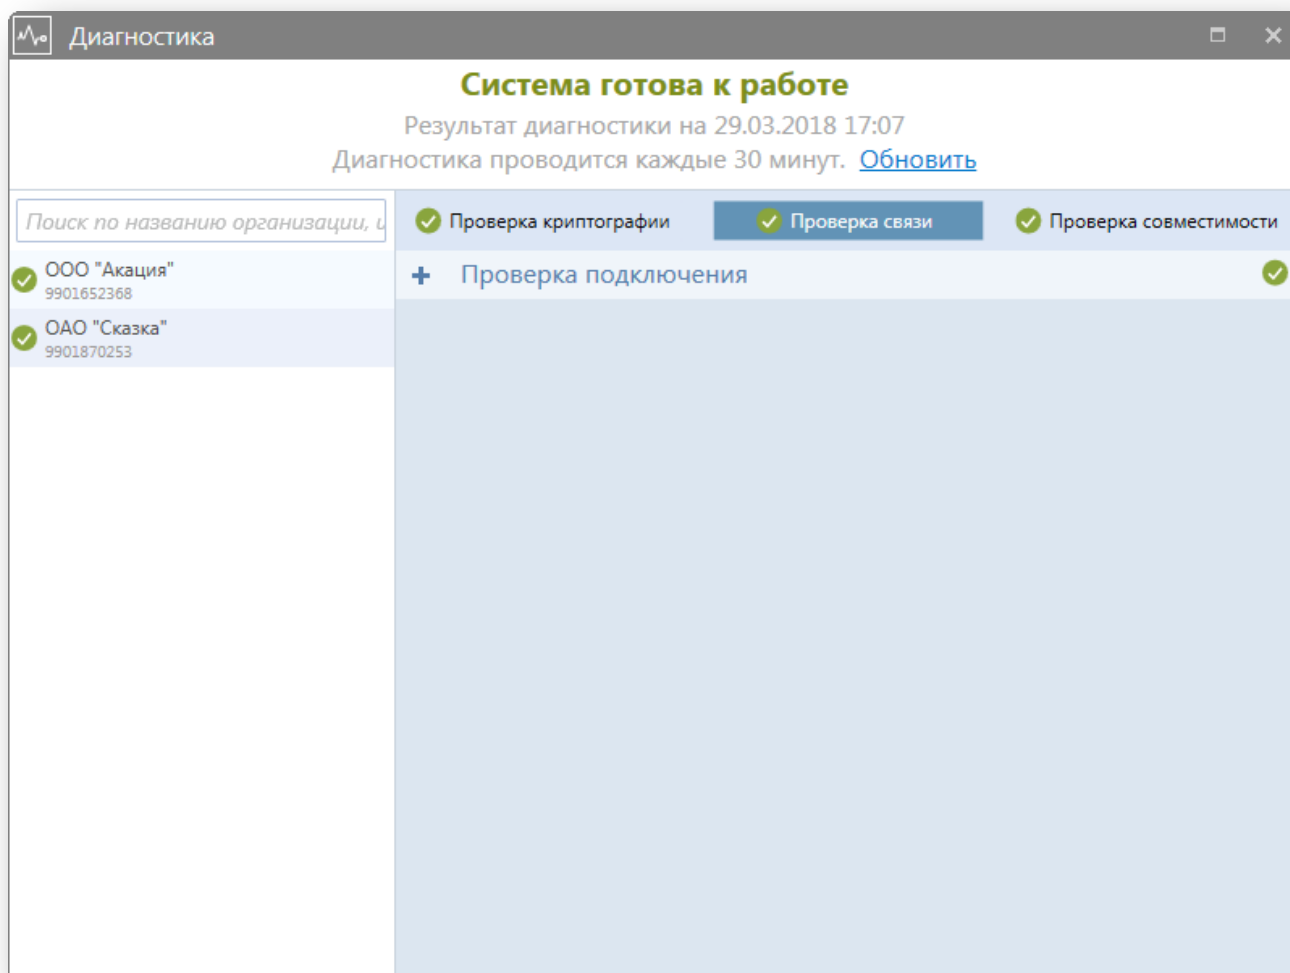 Диагностика
Система готова к работе
Результат диагностики на 29.03.2018 17:07
Диагностика проводится каждые 30 минут. Обновить
Поиск по названию организации, и
Проверка криптографии
Проверка связи
Проверка совместимости
ООО "Акация"
9901652368
ОАО "Сказка"
9901870253
+ Проверка подключения